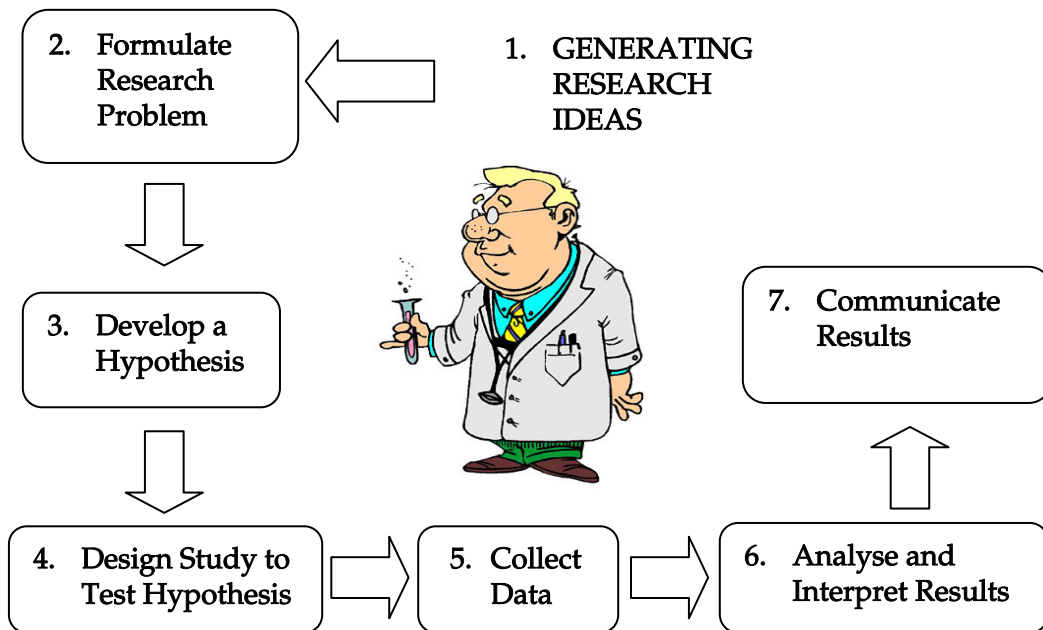 1. GENERATING
RESEARCH
IDEAS
2. Formulate
Research
Problem
3. Develop a
Hypothesis
4. Design Study to
Test Hypothesis
5. Collect
Data
6. Analyse and
Interpret Results
7. Communicate
Results